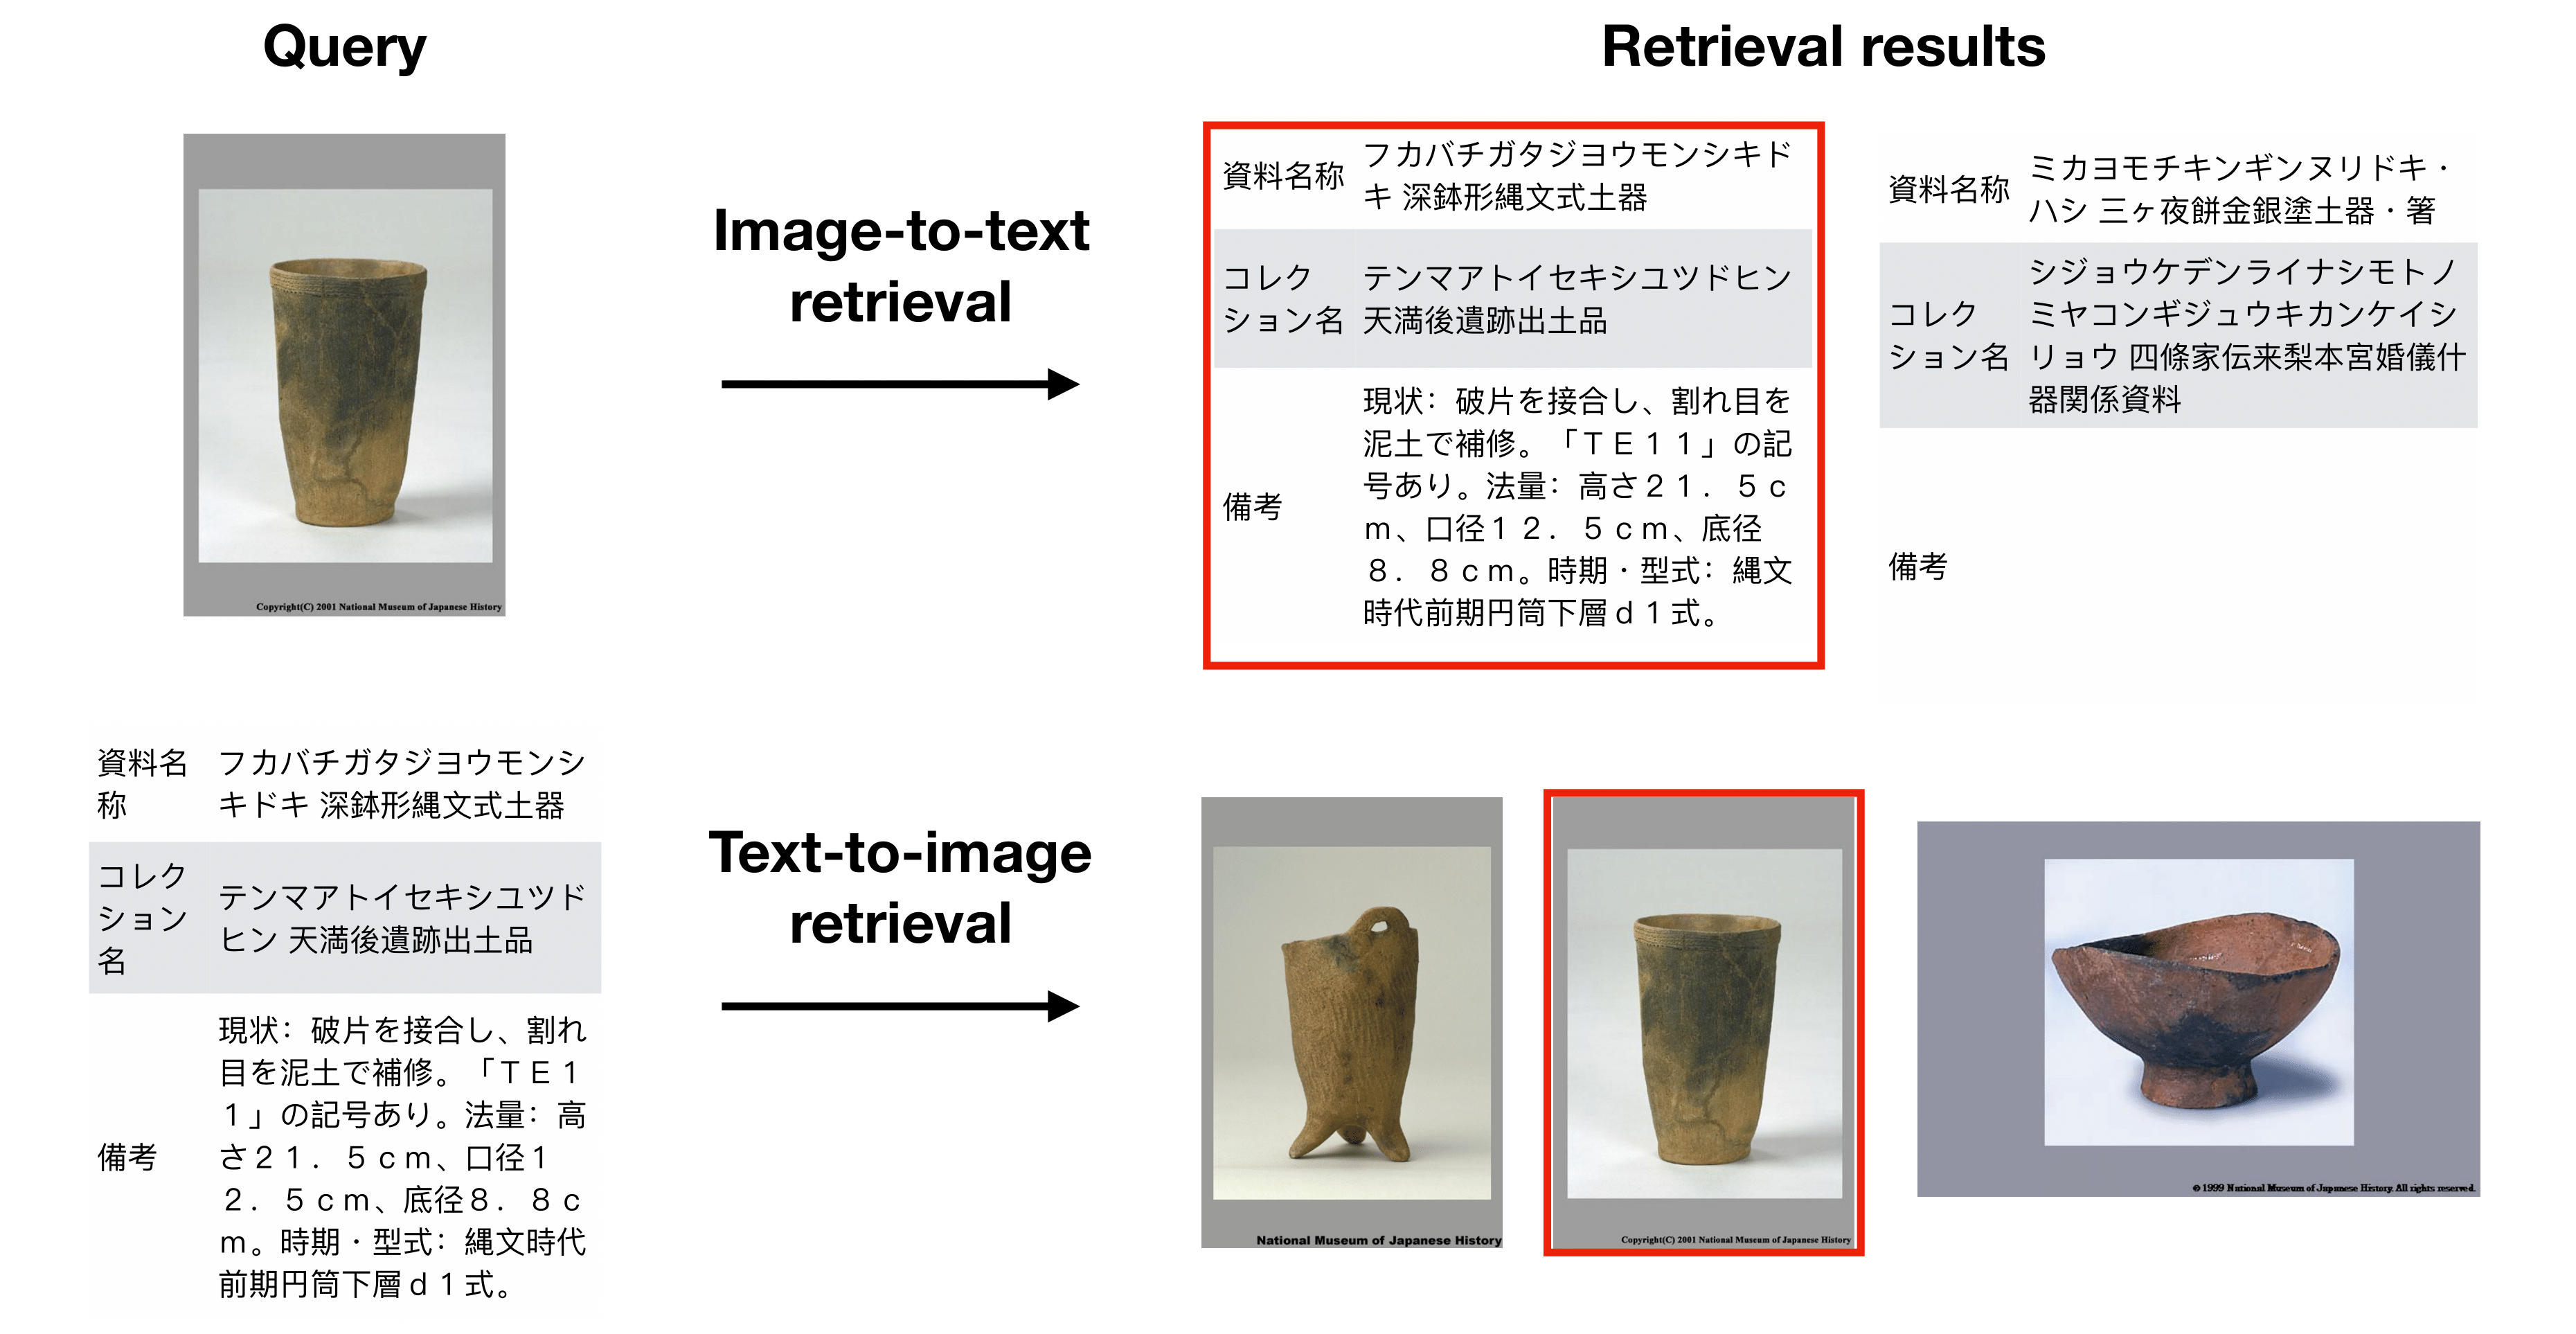 Query
Retrieval results
Copyright(C) 2001 National Museum of Japanese History
Image-to-text
retrieval
資料名称
フカバチガタジヨウモンシキド
キ 深鉢形縄文式土器
コレク
ション名
テンマアトイセキシユツドヒン
天満後遺跡出土品
備考
現状：破片を接合し、割れ目を
泥土で補修。「ＴＥ１１」の記
号あり。法量：高さ２１．５ｃ
ｍ、口径１２．５ｃｍ、底径
８．８ｃｍ。時期・型式：縄文
時代前期円筒下層ｄ１式。
資料名称
ミカヨモチキンギンヌリドキ・
ハシ 三ヶ夜餅金銀塗土器・箸
コレク
ション名
シジョウケデンライナシモトノ
ミヤコンギジュウキカンケイシ
リョウ 四條家伝来梨本宮婚儀什
器関係資料
備考
資料名
称
フカバチガタジヨウモンシ
キドキ 深鉢形縄文式土器
コレク
ション
名
テンマアトイセキシユツド
ヒン 天満後遺跡出土品
備考
現状：破片を接合し、割れ
目を泥土で補修。「ＴＥ１
１」の記号あり。法量：高
さ２１．５ｃｍ、口径１
２．５ｃｍ、底径８．８ｃ
ｍ。時期・型式：縄文時代
前期円筒下層ｄ１式。
Text-to-image
retrieval
National Museum of Japanese History
Copyright(C) 2001 National Museum of Japanese History
© 1999 National Museum of Japanese History. All rights reserved.